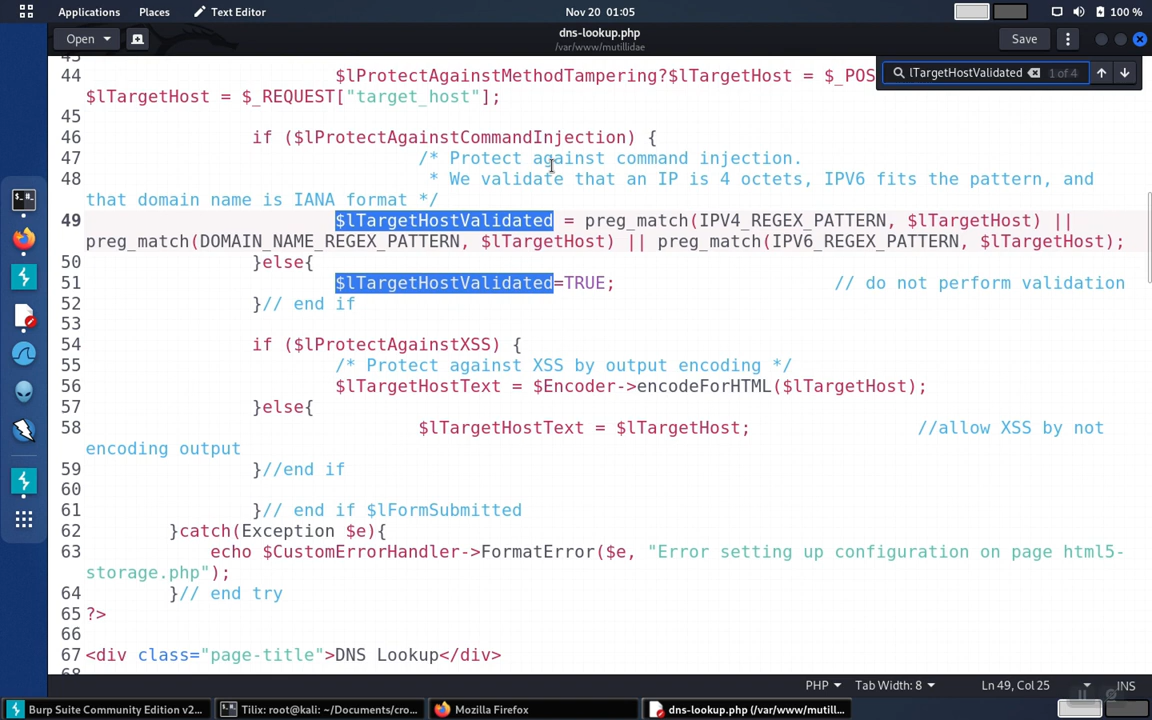 Applications Places Text Editor Nov 20 01:05 100 %
Open dns-lookup.php Save
/var/www/mutillidae
lTargetHostValidated 1 of 4
44 $lProtectAgainstMethodTampering?$lTargetHost = $_POS
$lTargetHost = $_REQUEST["target_host"];
45
46 if ($lProtectAgainstCommandInjection) {
47 /* Protect against command injection.
48 * We validate that an IP is 4 octets, IPV6 fits the pattern, and
that domain name is IANA format */
49 $lTargetHostValidated = preg_match(IPV4_REGEX_PATTERN, $lTargetHost) ||
preg_match(DOMAIN_NAME_REGEX_PATTERN, $lTargetHost) || preg_match(IPV6_REGEX_PATTERN, $lTargetHost);
50 }else{
51 $lTargetHostValidated=TRUE; // do not perform validation
52 }// end if
53
54 if ($lProtectAgainstXSS) {
55 /* Protect against XSS by output encoding */
56 $lTargetHostText = $Encoder->encodeForHTML($lTargetHost);
57 }else{
58 $lTargetHostText = $lTargetHost; //allow XSS by not
encoding output
59 }//end if
60
61 }// end if $lFormSubmitted
62 }catch(Exception $e){
63 echo $CustomErrorHandler->FormatError($e, "Error setting up configuration on page html5-
storage.php");
64 }// end try
65 ?>
66
67 <div class="page-title">DNS Lookup</div>
PHP Tab Width: 8 Ln 49, Col 25 INS
Burp Suite Community Edition v2... Tilix: root@kali: ~/Documents/cro... Mozilla Firefox dns-lookup.php (/var/www/mutill...